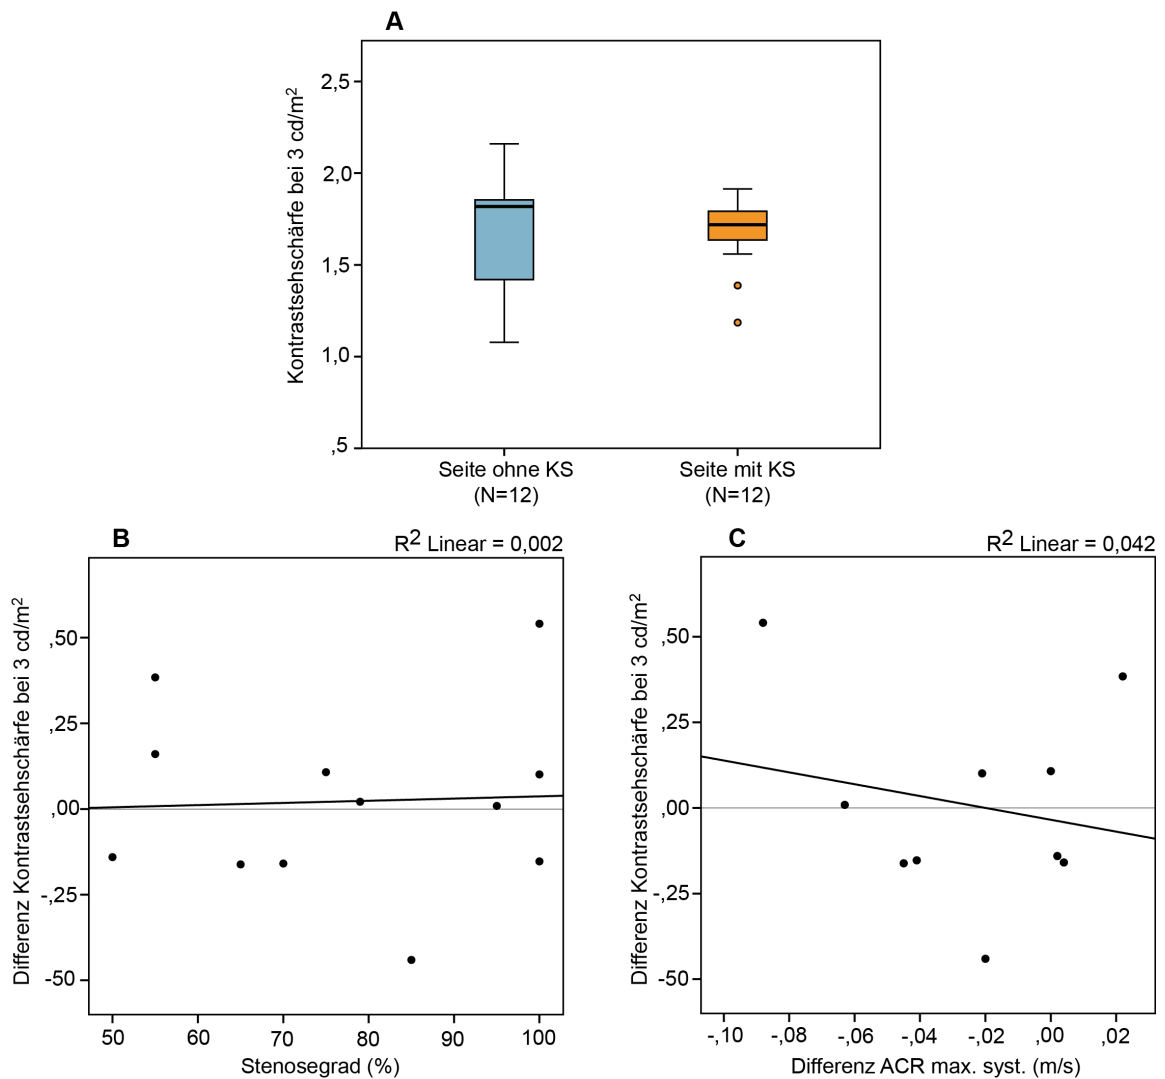 A
Kontrastsehschärfe bei 3 cd/m²
2,5
2,0
1,5
1,0
,5
Seite ohne KS
(N=12)
Seite mit KS
(N=12)
B
R² Linear = 0,002
Differenz Kontrastsehschärfe bei 3 cd/m²
,50
,25
,00
-,25
-50
50 60 70 80 90 100
Stenosegrad (%)
C
R² Linear = 0,042
Differenz Kontrastsehschärfe bei 3 cd/m²
,50
,25
,00
-,25
-50
-,10 -,08 -,06 -,04 -,02 ,00 ,02
Differenz ACR max. syst. (m/s)